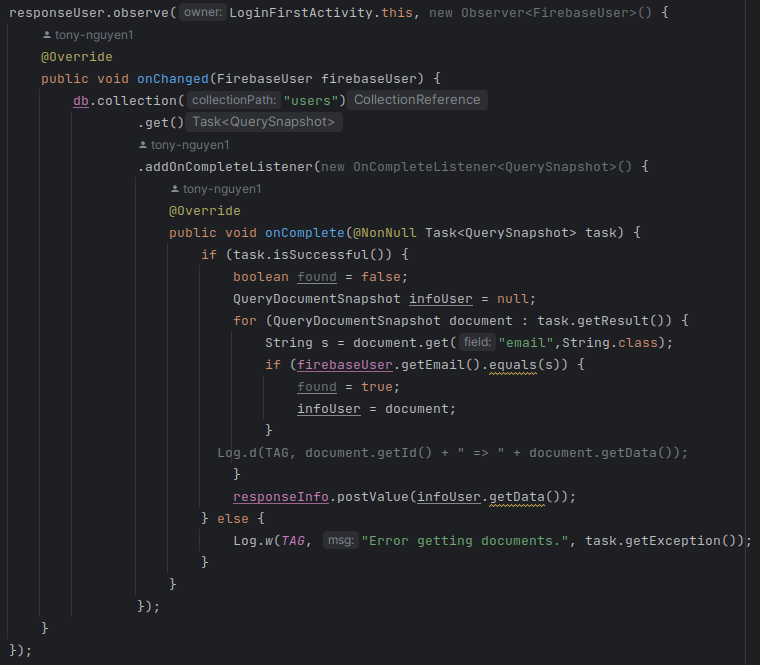 responseUser.observe( owner: LoginFirstActivity.this, new Observer<FirebaseUser>() {
tony-nguyen1
@Override
public void onChanged(FirebaseUser firebaseUser) {
db.collection( collectionPath: "users") CollectionReference
.get() Task<QuerySnapshot>
tony-nguyen1
.addOnCompleteListener(new OnCompleteListener<QuerySnapshot>() {
tony-nguyen1
@Override
public void onComplete(@NonNull Task<QuerySnapshot> task) {
if (task.isSuccessful()) {
boolean found = false;
QueryDocumentSnapshot infoUser = null;
for (QueryDocumentSnapshot document : task.getResult()) {
String s = document.get( field: "email",String.class);
if (firebaseUser.getEmail().equals(s)) {
found = true;
infoUser = document;
}
Log.d(TAG, document.getId() + " => " + document.getData());
}
responseInfo.postValue(infoUser.getData());
} else {
Log.w(TAG, msg: "Error getting documents.", task.getException());
}
}
});
}
});